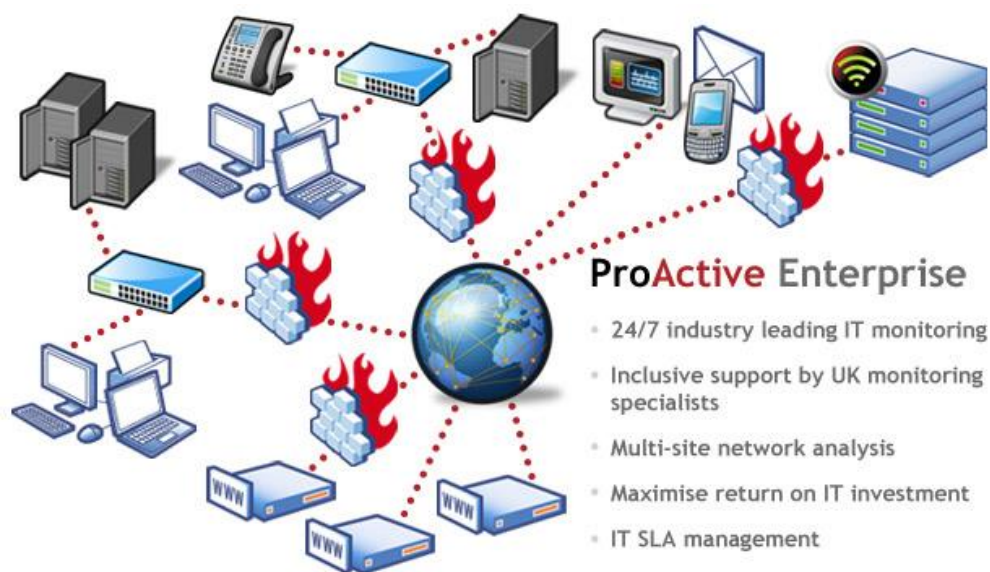 ProActive Enterprise
24/7 industry leading IT monitoring
Inclusive support by UK monitoring
specialists
Multi-site network analysis
Maximise return on IT investment
IT SLA management
WWW
WWW
WWW